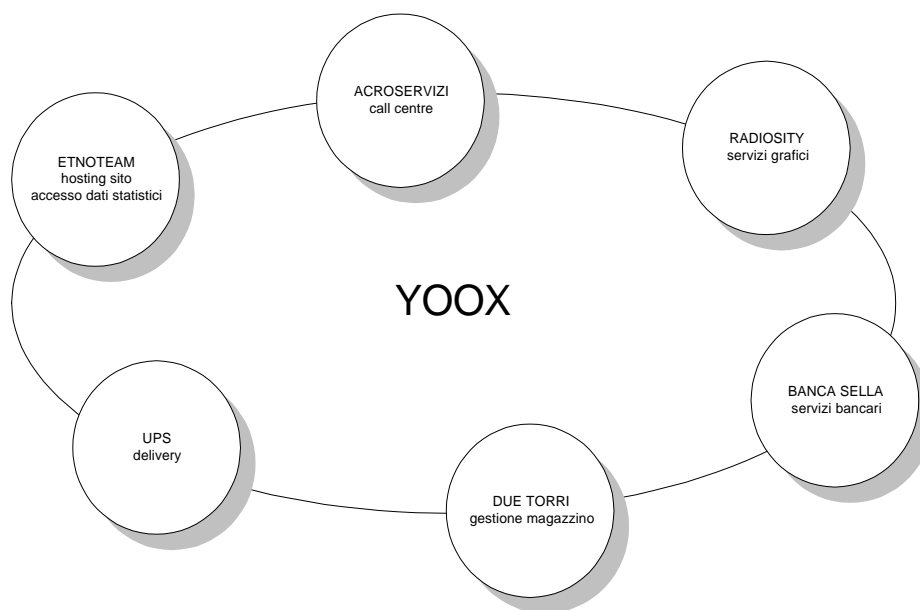 ACROSERVIZI
call centre
RADIOSITY
servizi grafici
ETNOTEAM
hosting sito
accesso dati statistici
YOOX
BANCA SELLA
servizi bancari
UPS
delivery
DUE TORRI
gestione magazzino